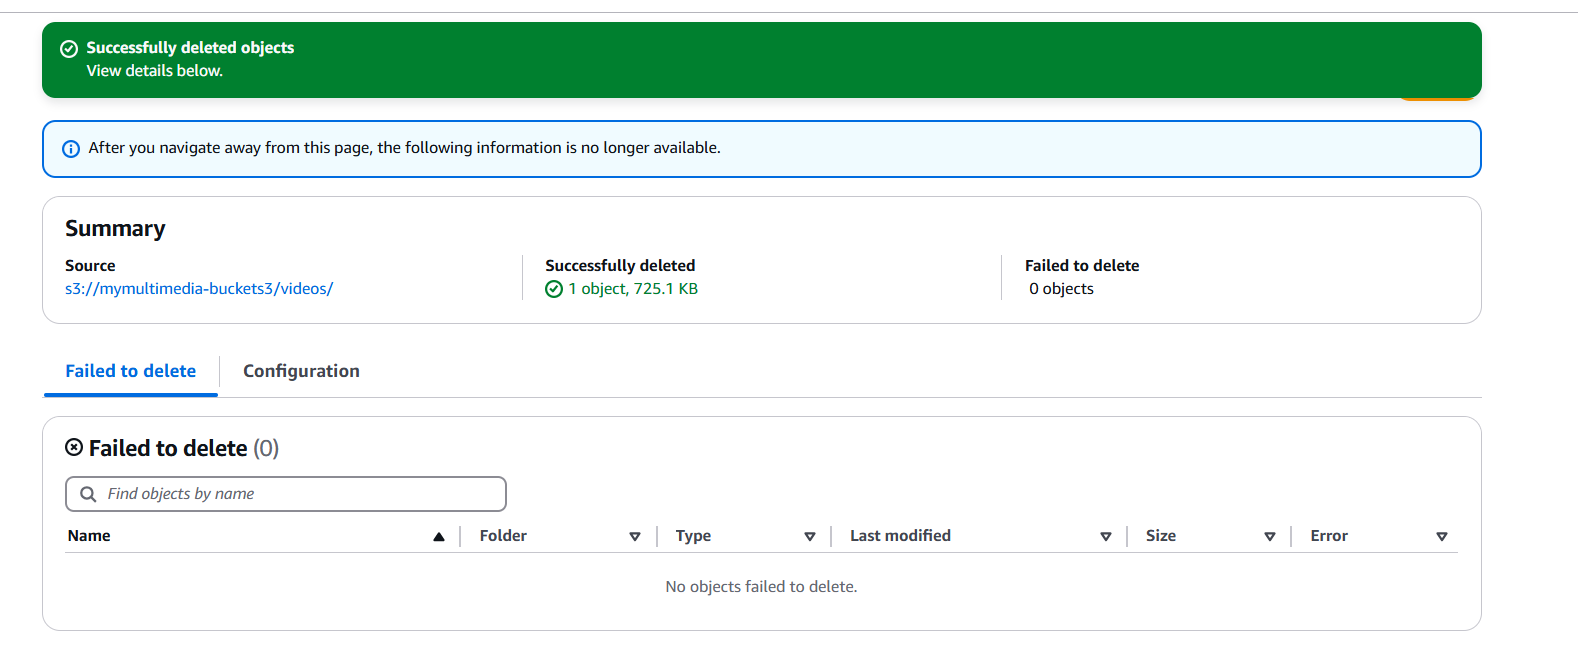 Successfully deleted objects
View details below.
After you navigate away from this page, the following information is no longer available.
Summary
Source
s3://mymultimedia-buckets3/videos/
Successfully deleted
1 object, 725.1 KB
Failed to delete
0 objects
Failed to delete
Configuration
Failed to delete (0)
Find objects by name
Name Folder Type Last modified Size Error
No objects failed to delete.